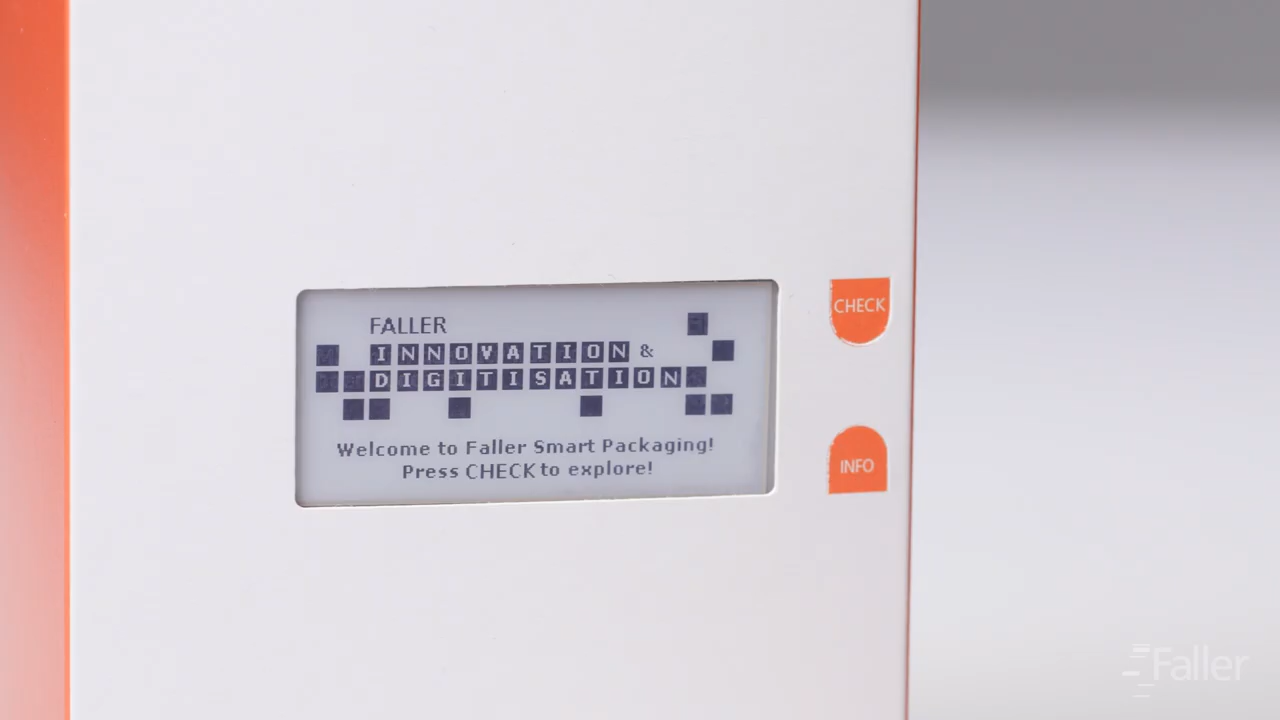 FALLER
INNOVATION &
DIGITISATION
Welcome to Faller Smart Packaging!
Press CHECK to explore!
CHECK
INFO
Faller